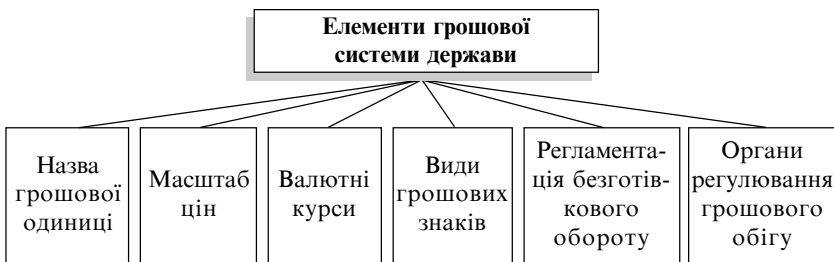 Елементи грошової
системи держави
Назва
грошової
одиниці
Масштаб
цін
Валютні
курси
Види
грошових
знаків
Регламента-
ція безготів-
кового
обороту
Органи
регулювання
грошового
обігу